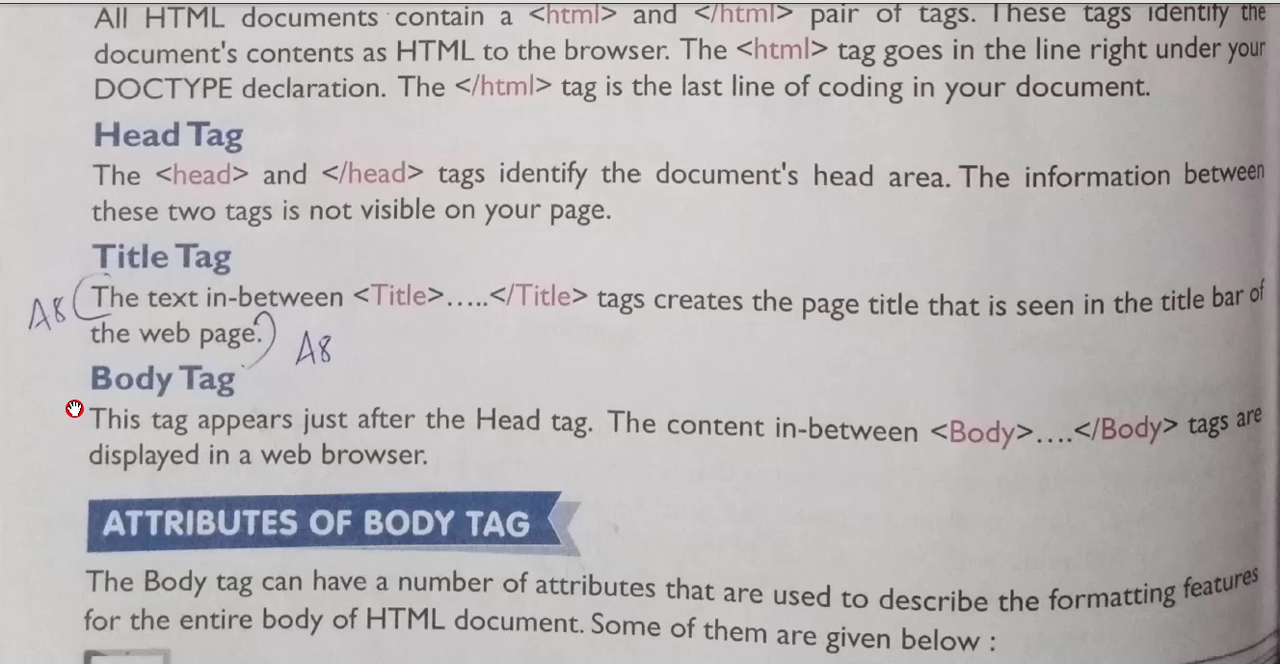 All HTML documents contain a <html> and </html> pair of tags. These tags identify the
document's contents as HTML to the browser. The <html> tag goes in the line right under your
DOCTYPE declaration. The </html> tag is the last line of coding in your document.
Head Tag
The <head> and </head> tags identify the document's head area. The information between
these two tags is not visible on your page.
Title Tag
A8 The text in-between <Title>.....</Title> tags creates the page title that is seen in the title bar of
the web page. A8
Body Tag
This tag appears just after the Head tag. The content in-between <Body>....</Body> tags are
displayed in a web browser.
ATTRIBUTES OF BODY TAG
The Body tag can have a number of attributes that are used to describe the formatting features
for the entire body of HTML document. Some of them are given below :